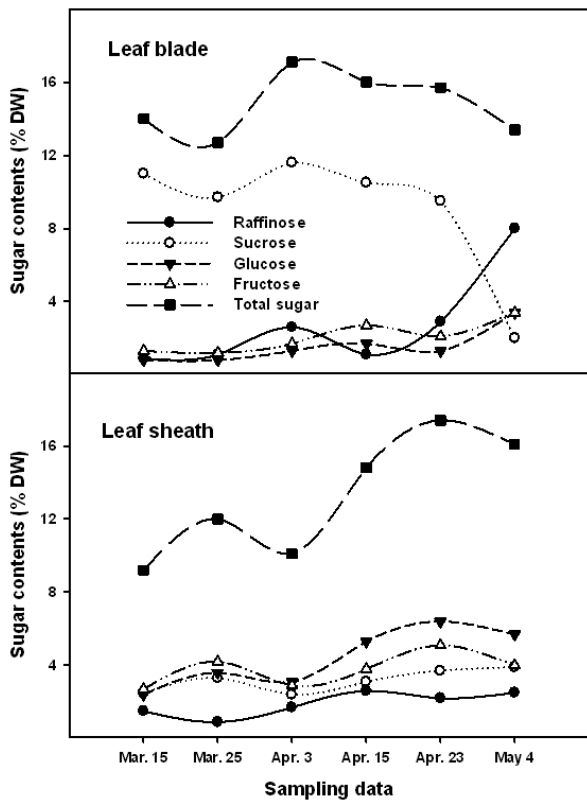 Leaf blade
Sugar contents (% DW)
16
12
8
4
Raffinose
Sucrose
Glucose
Fructose
Total sugar
Leaf sheath
Sugar contents (% DW)
16
12
8
4
Mar. 15 Mar. 25 Apr. 3 Apr. 15 Apr. 23 May 4
Sampling data